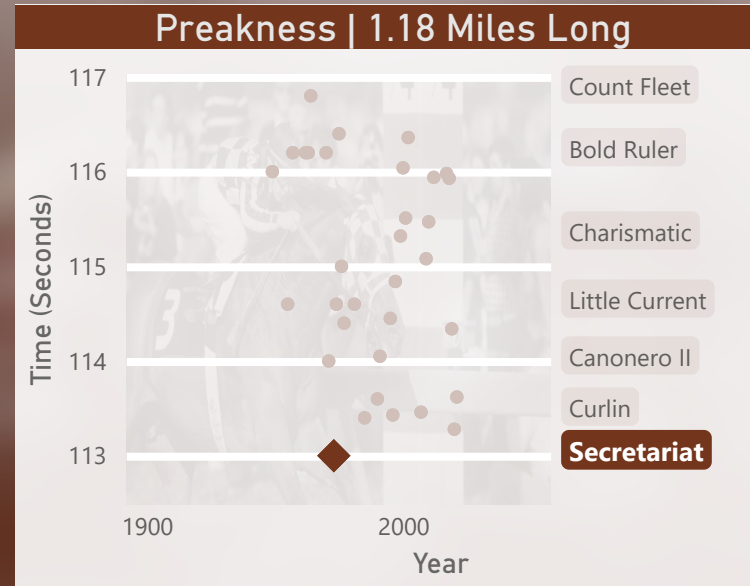 Preakness | 1.18 Miles Long
117
116
115
114
113
Time (Seconds)
1900
2000
Year
Count Fleet
Bold Ruler
Charismatic
Little Current
Canonero II
Curlin
Secretariat
3